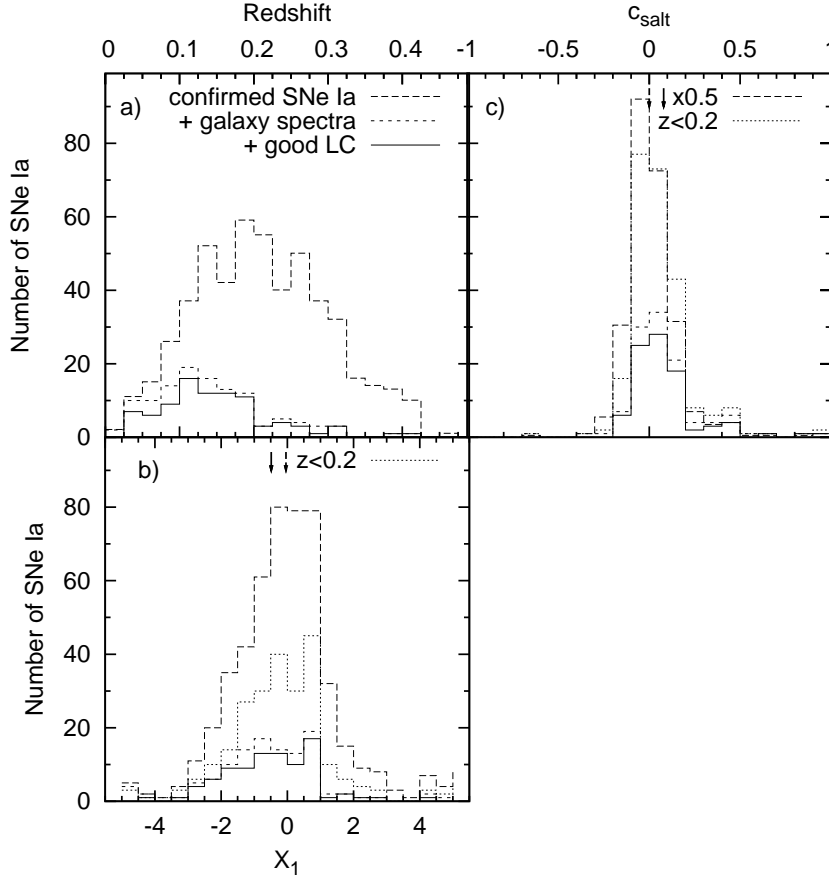 Redshift
c_salt
0 0.1 0.2 0.3 0.4 -1 -0.5 0 0.5 1
a)
confirmed SNe Ia
+ galaxy spectra
+ good LC
c)
x0.5
z<0.2
Number of SNe Ia
80
60
40
20
0
b)
z<0.2
Number of SNe Ia
80
60
40
20
0
-4 -2 0 2 4
X_1